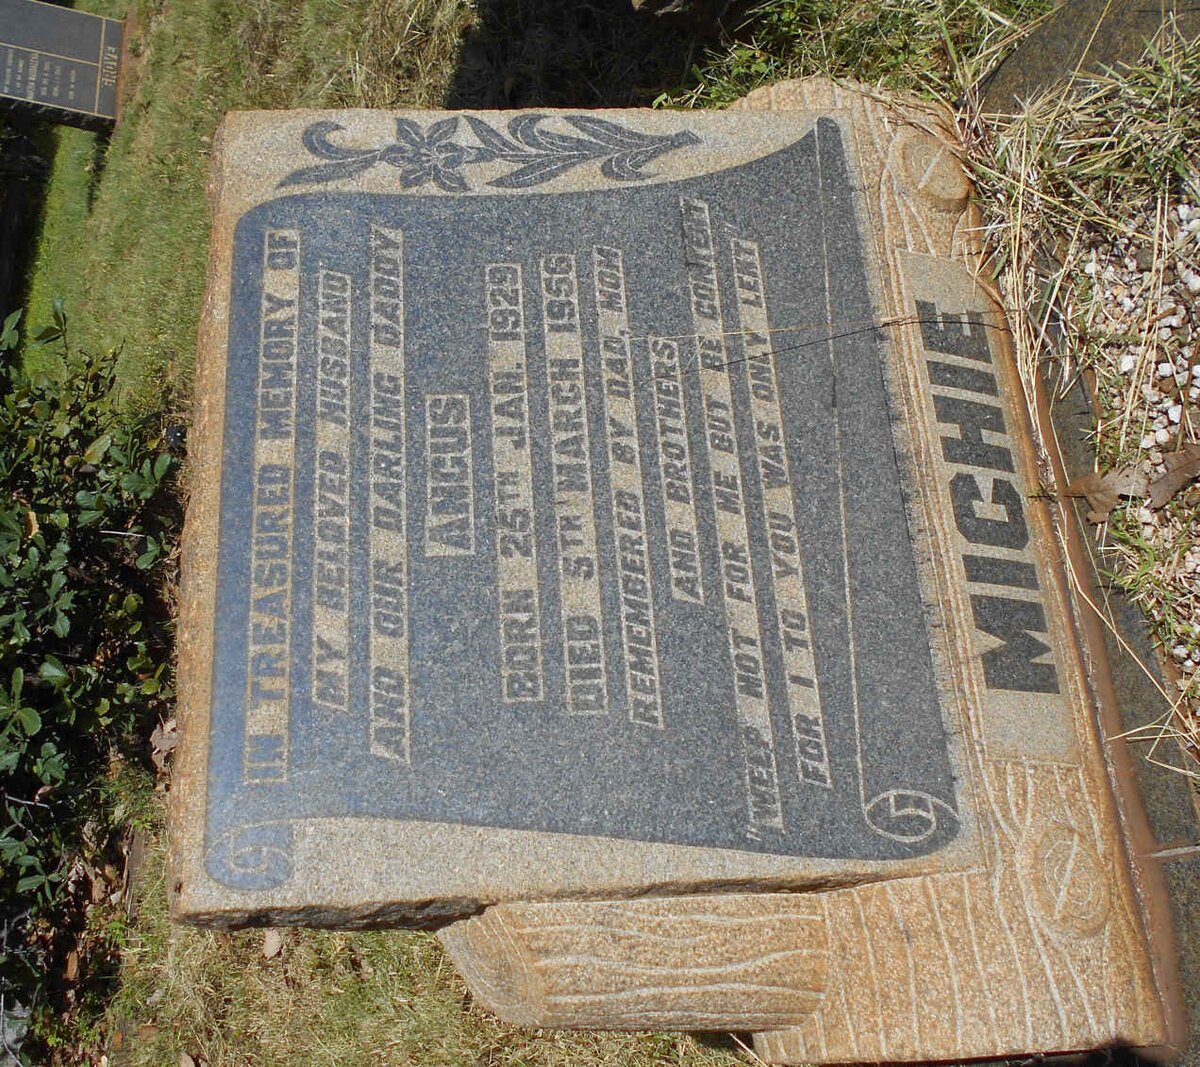 IN TREASURED MEMORY OF
MY BELOVED HUSBAND
AND OUR DARLING DADDY
ANGUS
BORN 25TH JAN. 1929
DIED 5TH MARCH 1956
REMEMBERED BY DAD, MOM
AND BROTHERS
"WEEP NOT FOR ME BUT BE CONTENT
FOR I TO YOU WAS ONLY LENT"
MICHIE